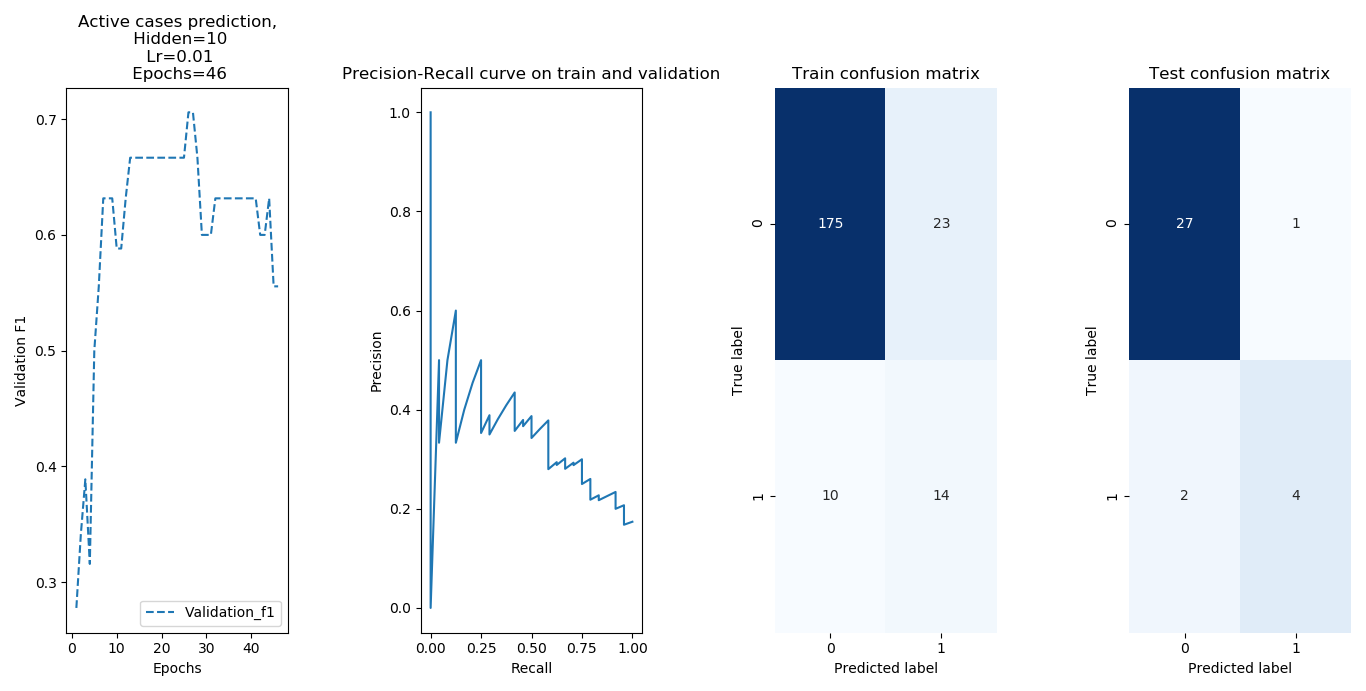 Active cases prediction,
Hidden=10
Lr=0.01
Epochs=46
Validation F1
0.7
0.6
0.5
0.4
0.3
Validation_f1
0
10
20
30
40
Epochs
Precision-Recall curve on train and validation
Precision
1.0
0.8
0.6
0.4
0.2
0.0
0.00
0.25
0.50
0.75
1.00
Recall
Train confusion matrix
True label
0
175
23
1
10
14
0
1
Predicted label
Test confusion matrix
True label
0
27
1
1
2
4
0
1
Predicted label